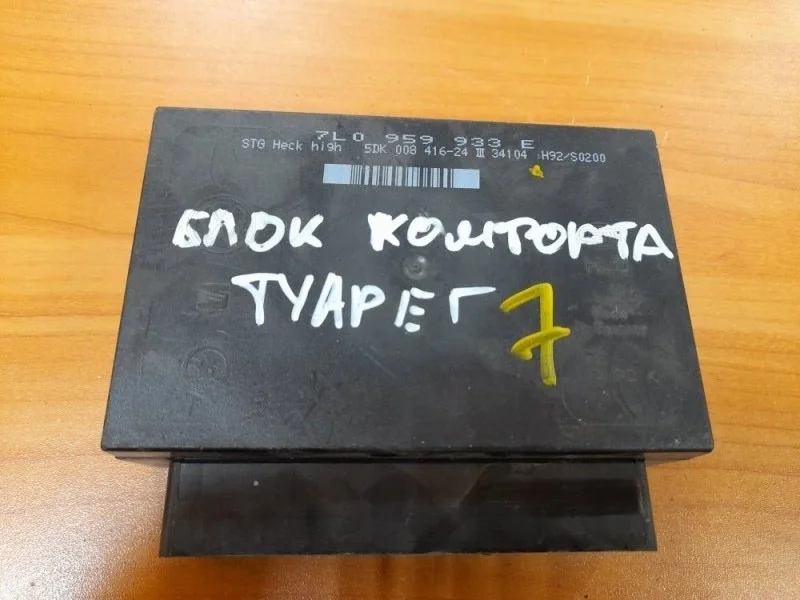 7L0 959 933 E
STG Heck high 5DK 008 416-24 III 34104 H92/S0200
БЛОК КОМФОРТА
ТУАРЕГ 7